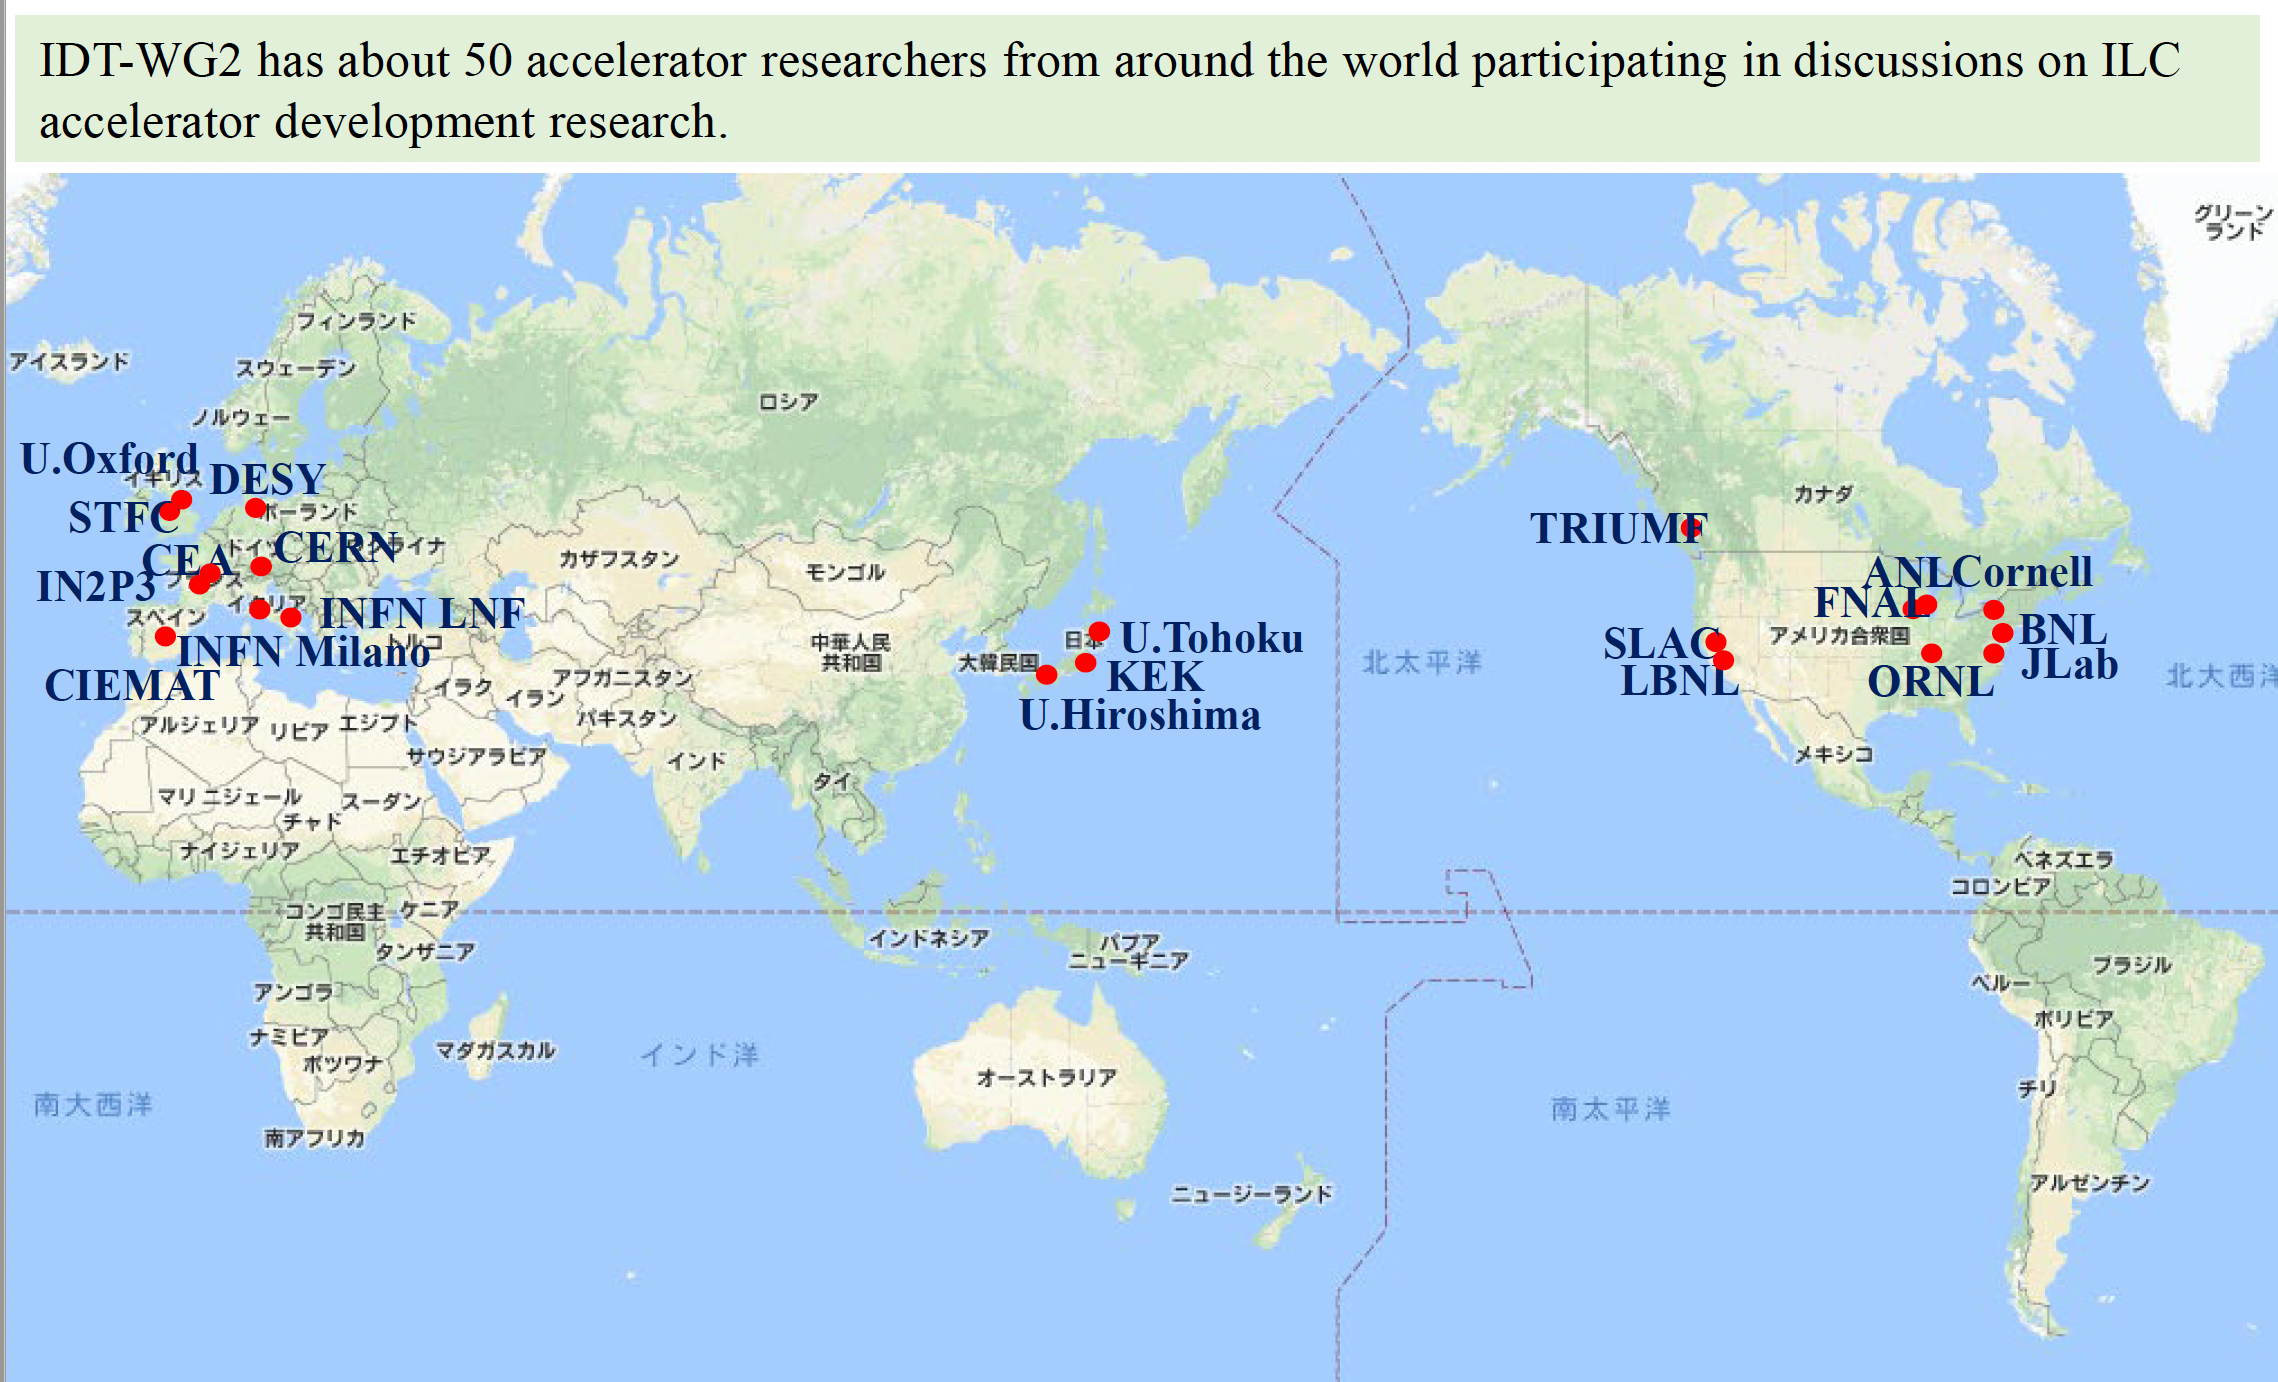 IDT-WG2 has about 50 accelerator researchers from around the world participating in discussions on ILC
accelerator development research.
グリーン
ランド
フィンランド
アイスランド
スウェーデン
ロシア
ノルウェー
U.Oxford
イギリス
DESY
STFC
ポーランド
カナダ
TRIUMF
CEA
ドイツ
CERN
カザフスタン
モンゴル
IN2P3
ANL
Cornell
FNAL
スペイン
イタリア
INFN LNF
INFN Milano
トルコ
CIEMAT
中華人民
共和国
大韓民国
日本
U.Tohoku
KEK
U.Hiroshima
北太平洋
SLAC
LBNL
アメリカ合衆国
BNL
JLab
ORNL
北大西洋
イラク
イラン
アフガニスタン
パキスタン
アルジェリア
リビア
エジプト
サウジアラビア
インド
タイ
メキシコ
マリ
ニジェール
スーダン
チャド
ナイジェリア
エチオピア
ベネズエラ
コロンビア
コンゴ民主
共和国
ケニア
タンザニア
インドネシア
パプア
ニューギニア
ブラジル
ペルー
アンゴラ
ボリビア
ナミビア
ボツワナ
マダガスカル
インド洋
オーストラリア
チリ
南大西洋
南太平洋
南アフリカ
アルゼンチン
ニュージーランド